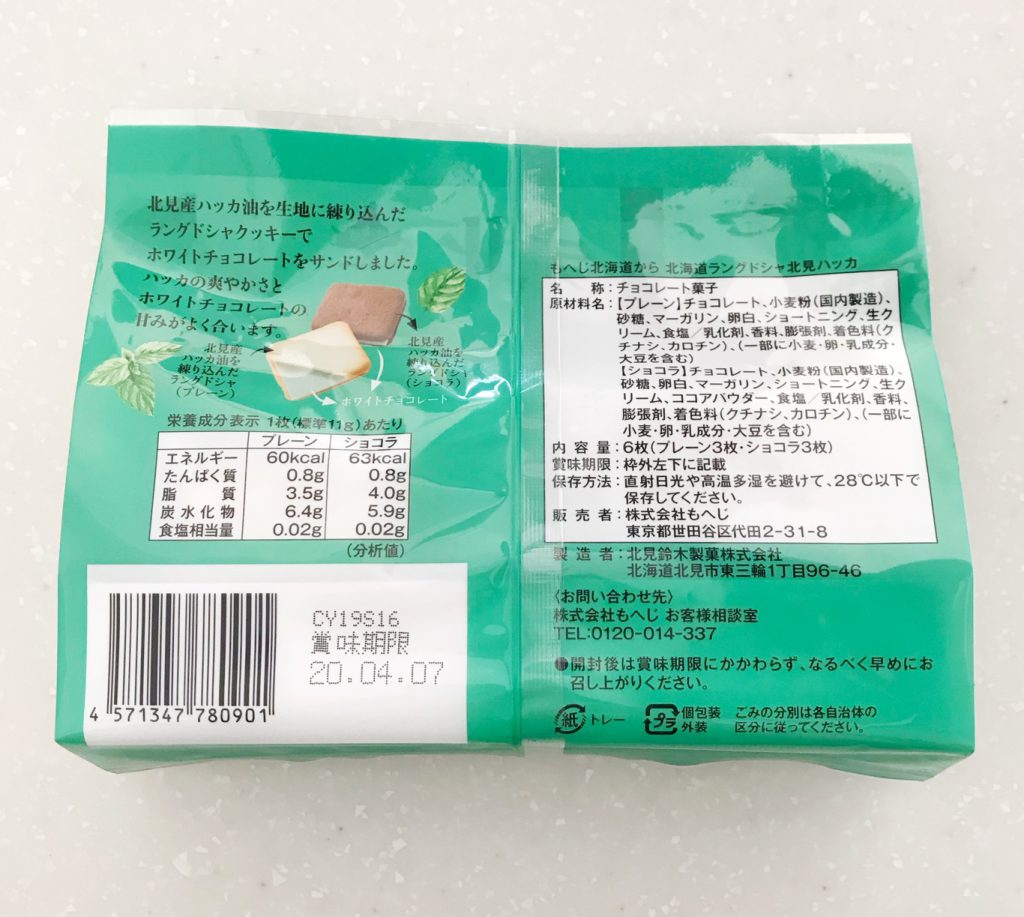 北見産ハッカ油を生地に練り込んだ
ラングドシャクッキーで
ホワイトチョコレートをサンドしました。
ハッカの爽やかさと
ホワイトチョコレートの
甘みがよく合います。
北見産
ハッカ油を
練り込んだ
ラングドシャ
(プレーン)
北見産
ハッカ油を
練り込んだ
ラングドシャ
(ショコラ)
ホワイトチョコレート
栄養成分表示 1枚(標準11g)あたり
プレーン ショコラ
エネルギー 60kcal 63kcal
たんぱく質 0.8g 0.8g
脂質 3.5g 4.0g
炭水化物 6.4g 5.9g
食塩相当量 0.02g 0.02g
(分析値)
CY19S16
賞味期限
20.04.07
4 571347 780901
もへじ北海道から 北海道ラングドシャ北見ハッカ
名称:チョコレート菓子
原材料名:【プレーン】チョコレート、小麦粉(国内製造)、
砂糖、マーガリン、卵白、ショートニング、生ク
リーム、食塩/乳化剤、香料、膨張剤、着色料(ク
チナシ、カロチン)、(一部に小麦・卵・乳成分・
大豆を含む)
【ショコラ】チョコレート、小麦粉(国内製造)、
砂糖、卵白、マーガリン、ショートニング、生ク
リーム、ココアパウダー、食塩/乳化剤、香料、
膨張剤、着色料(クチナシ、カロチン)、(一部に
小麦・卵・乳成分・大豆を含む)
内容量:6枚(プレーン3枚・ショコラ3枚)
賞味期限:枠外左下に記載
保存方法:直射日光や高温多湿を避けて、28℃以下で
保存してください。
販売者:株式会社もへじ
東京都世田谷区代田2-31-8
製造者:北見鈴木製菓株式会社
北海道北見市東三輪1丁目96-46
〈お問い合わせ先〉
株式会社もへじ お客様相談室
TEL:0120-014-337
●開封後は賞味期限にかかわらず、なるべく早めにお
召し上がりください。
紙 トレー プラ 個包装 ごみの分別は各自治体の
外装 区分に従ってください。